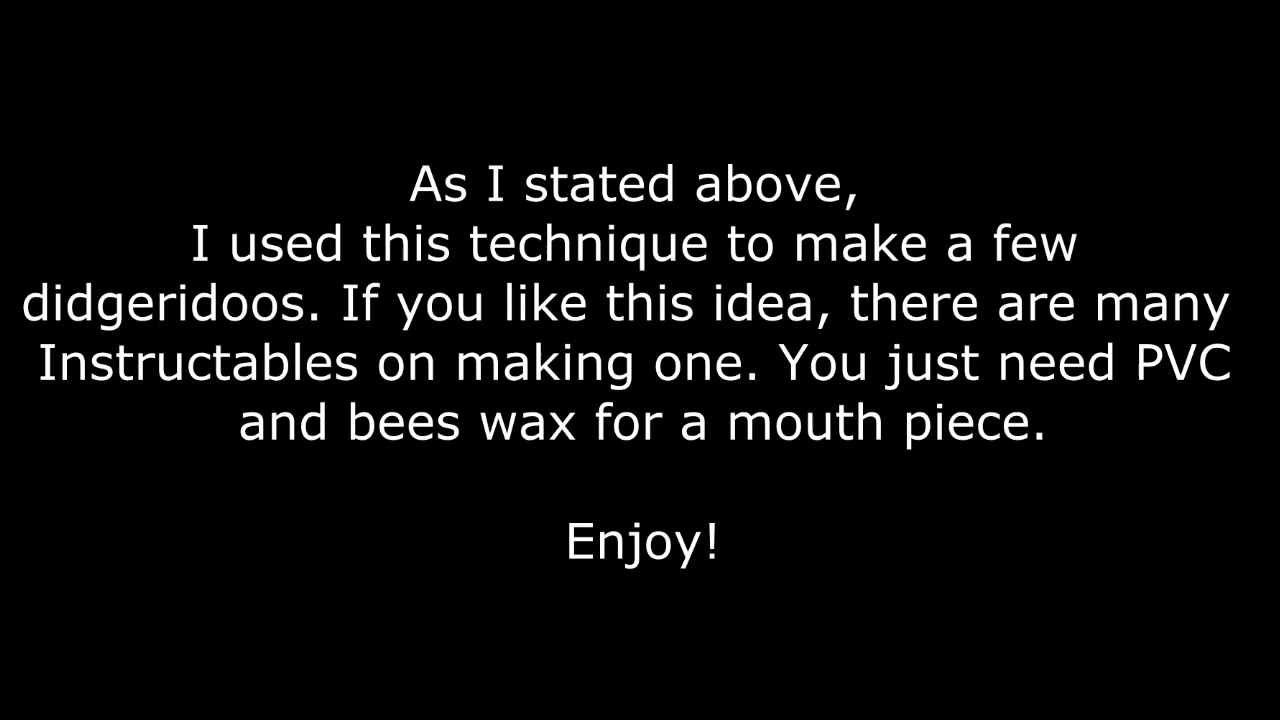 As I stated above,
I used this technique to make a few
didgeridoos. If you like this idea, there are many
Instructables on making one. You just need PVC
and bees wax for a mouth piece.
Enjoy!